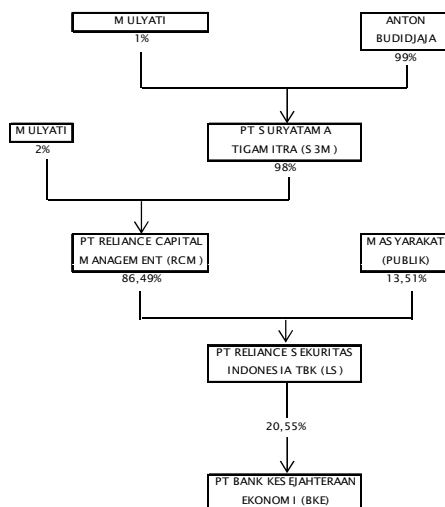 MULYATI
1%
ANTON
BUDIDJAJA
99%
MULYATI
2%
PT SURYATAMA
TIGAMITRA (S3M)
98%
PT RELIANCE CAPITAL
MANAGEMENT (RCM)
86,49%
MASYARAKAT
(PUBLIK)
13,51%
PT RELIANCE SEKURITAS
INDONESIA TBK (LS)
20,55%
PT BANK KESEJAHTERAAN
EKONOMI (BKE)